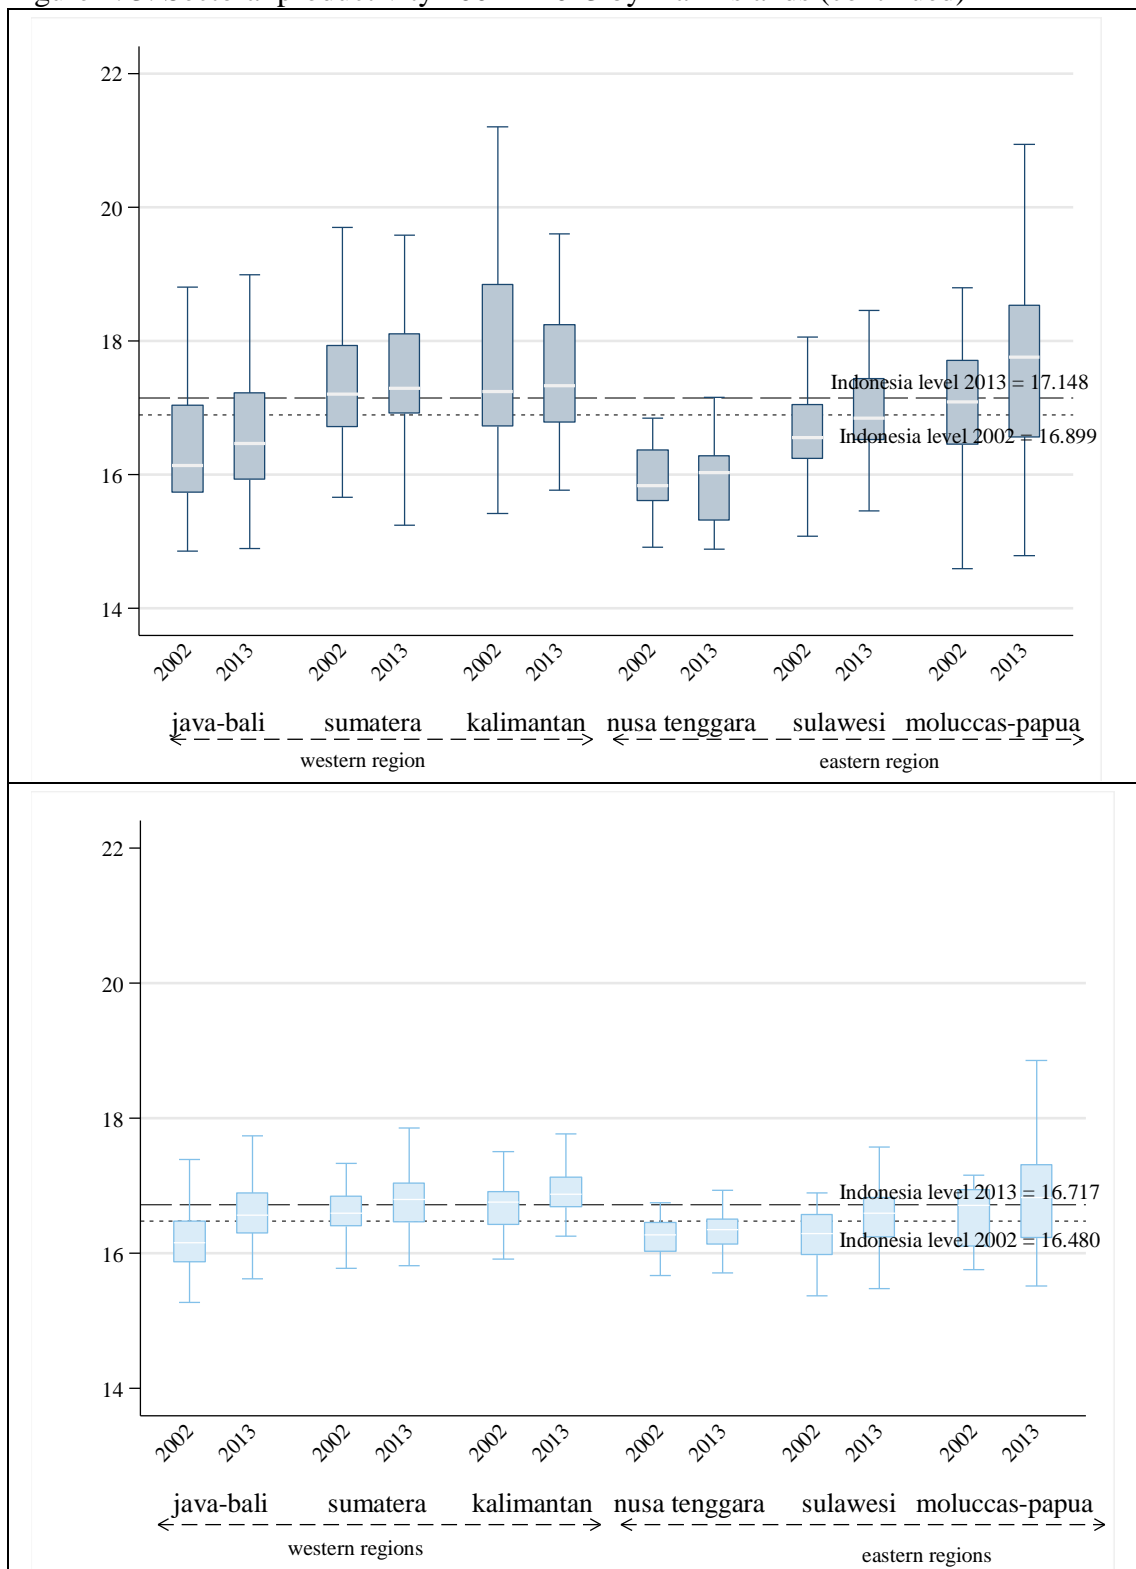 22
20
18
16
14
Indonesia level 2013 = 17.148
Indonesia level 2002 = 16.899
2002 2013 2002 2013 2002 2013 2002 2013 2002 2013 2002 2013
java-bali sumatera kalimantan nusa tenggara sulawesi moluccas-papua
western region eastern region
22
20
18
16
14
Indonesia level 2013 = 16.717
Indonesia level 2002 = 16.480
2002 2013 2002 2013 2002 2013 2002 2013 2002 2013 2002 2013
java-bali sumatera kalimantan nusa tenggara sulawesi moluccas-papua
western regions eastern regions